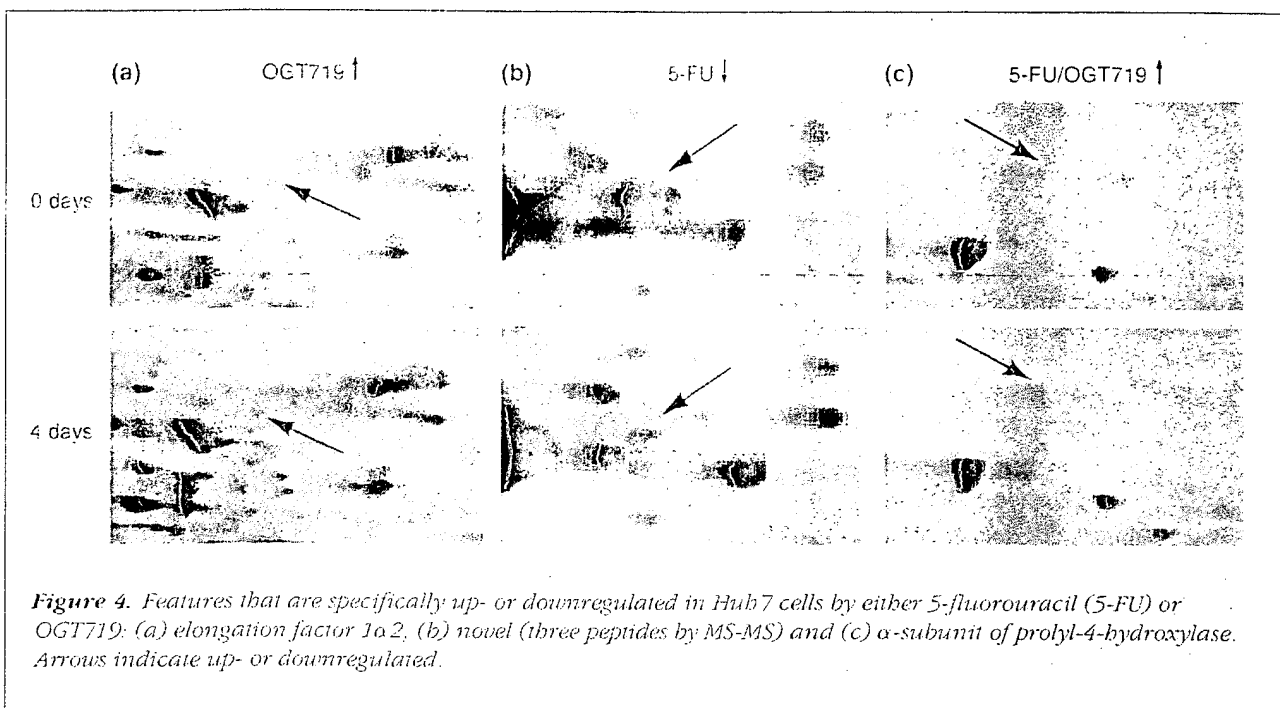 (a) OGT719 ↑ (b) 5-FU ↓ (c) 5-FU/OGT719 ↑
0 days
4 days
Figure 4. Features that are specifically up- or downregulated in Huh7 cells by either 5-fluorouracil (5-FU) or
OGT719: (a) elongation factor 1α2, (b) novel (three peptides by MS-MS) and (c) α-subunit of prolyl-4-hydroxylase.
Arrows indicate up- or downregulated.